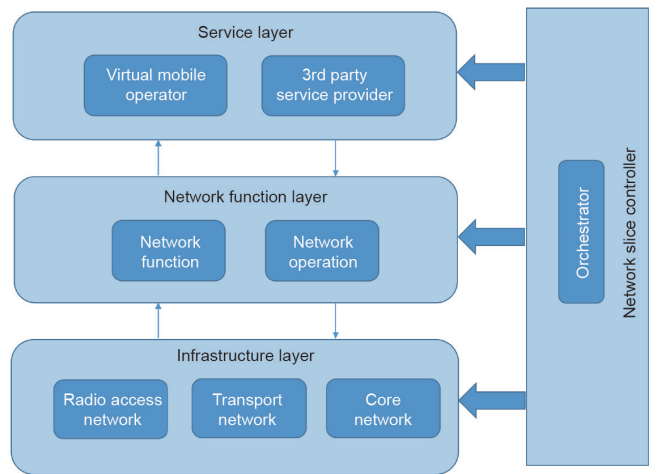 Service layer
Virtual mobile
operator
3rd party
service provider
Network function layer
Network
function
Network
operation
Infrastructure layer
Radio access
network
Transport
network
Core
network
Orchestrator
Network slice controller